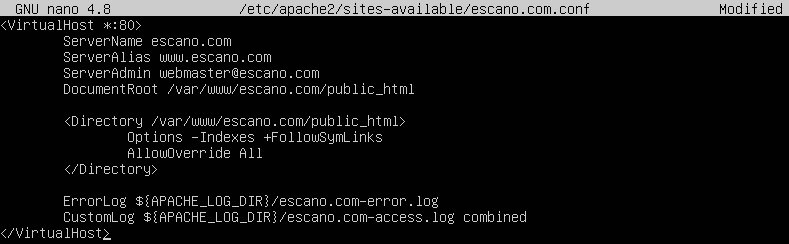 GNU nano 4.8 /etc/apache2/sites-available/escano.com.conf Modified
<VirtualHost *:80>
ServerName escano.com
ServerAlias www.escano.com
ServerAdmin webmaster@escano.com
DocumentRoot /var/www/escano.com/public_html
<Directory /var/www/escano.com/public_html>
Options -Indexes +FollowSymLinks
AllowOverride All
</Directory>
ErrorLog ${APACHE_LOG_DIR}/escano.com-error.log
CustomLog ${APACHE_LOG_DIR}/escano.com-access.log combined
</VirtualHost>